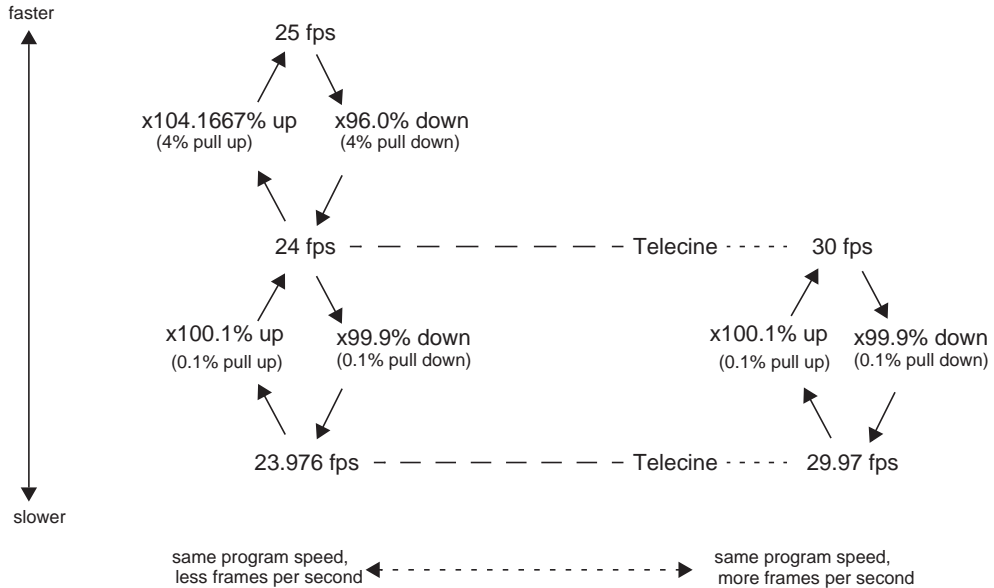 faster
25 fps
x104.1667% up
(4% pull up)
x96.0% down
(4% pull down)
24 fps
Telecine
30 fps
x100.1% up
(0.1% pull up)
x99.9% down
(0.1% pull down)
x100.1% up
(0.1% pull up)
x99.9% down
(0.1% pull down)
23.976 fps
Telecine
29.97 fps
slower
same program speed,
less frames per second
same program speed,
more frames per second